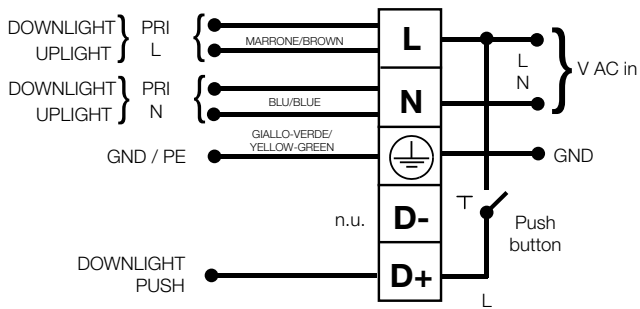 DOWNLIGHT
UPLIGHT
PRI
L
MARRONE/BROWN
L
L
N
V AC in
DOWNLIGHT
UPLIGHT
PRI
N
BLU/BLUE
N
GND / PE
GIALLO-VERDE/
YELLOW-GREEN
GND
n.u.
D-
Push
button
DOWNLIGHT
PUSH
D+
L